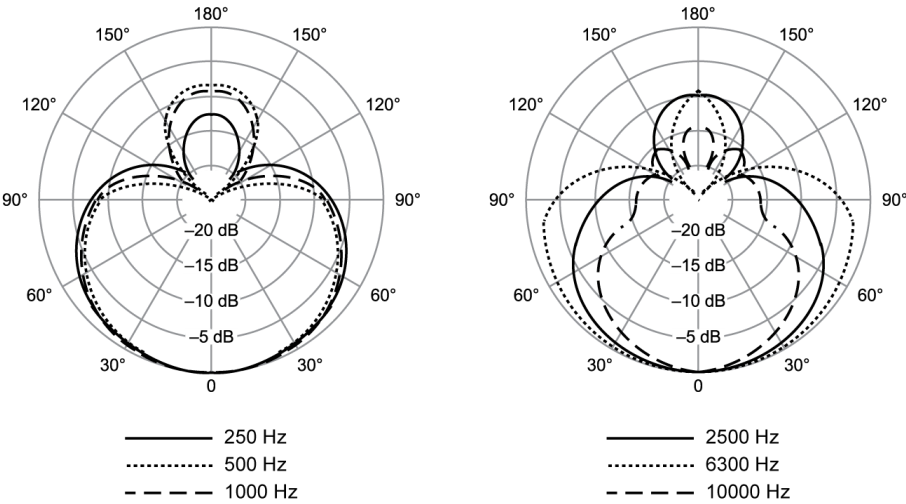 180° 180°
150° 150° 150° 150°
120° 120° 120° 120°
90° 90° 90° 90°
–20 dB –20 dB
–15 dB –15 dB
60° 60° 60° 60°
–10 dB –10 dB
–5 dB –5 dB
30° 30° 30° 30°
0 0
250 Hz 2500 Hz
500 Hz 6300 Hz
1000 Hz 10000 Hz